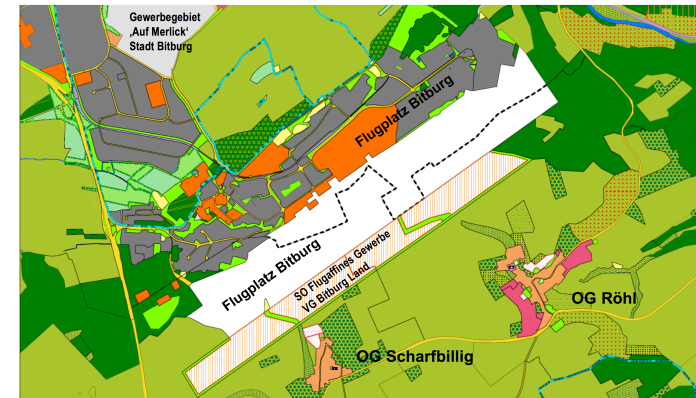 Gewerbegebiet
‚Auf Merlick‘
Stadt Bitburg
Flugplatz Bitburg
Flugplatz Bitburg
SO Flugaffines Gewerbe
VG Bitburg Land
OG Röhl
OG Scharfbillig